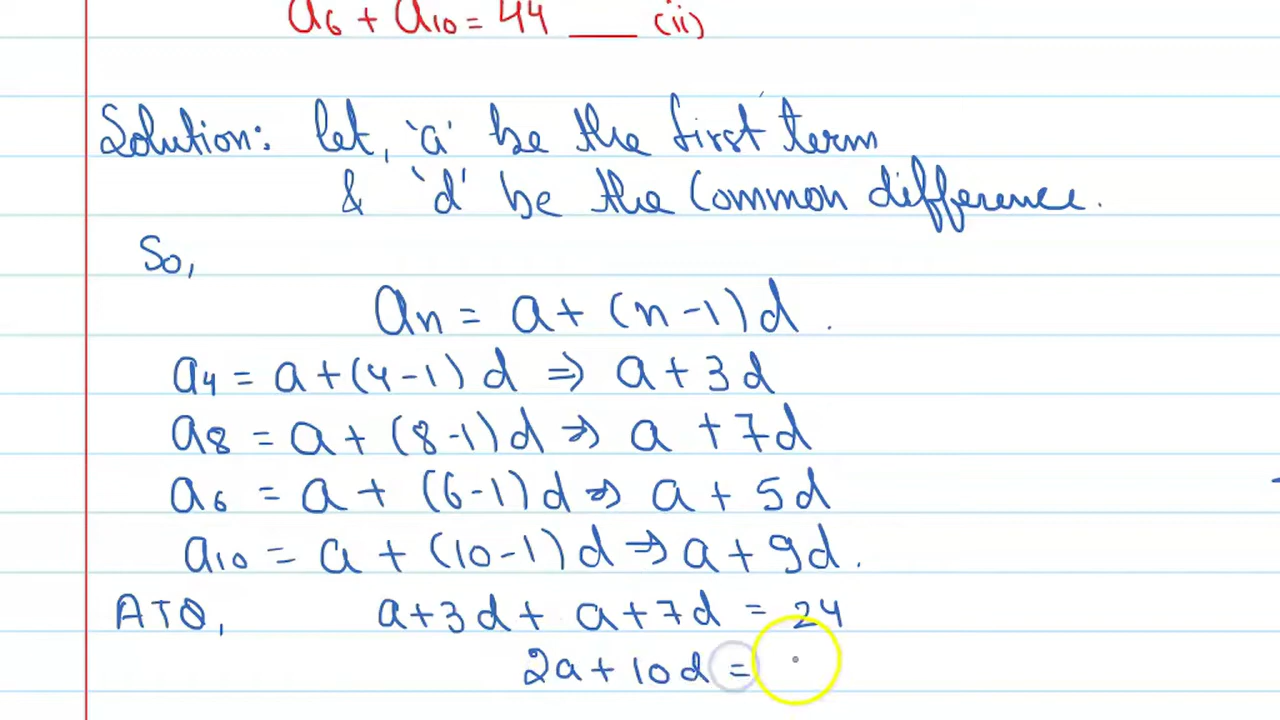 a6 + a10 = 44 ___ (ii)
Solution: let, 'a' be the first term
& 'd' be the Common difference.
So,
an = a + (n - 1)d.
a4 = a + (4 - 1) d ⇒ a + 3d
a8 = a + (8 - 1)d ⇒ a + 7d
a6 = a + (6 - 1)d ⇒ a + 5d
a10 = a + (10 - 1)d ⇒ a + 9d.
ATQ, a + 3d + a + 7d = 24
2a + 10d =